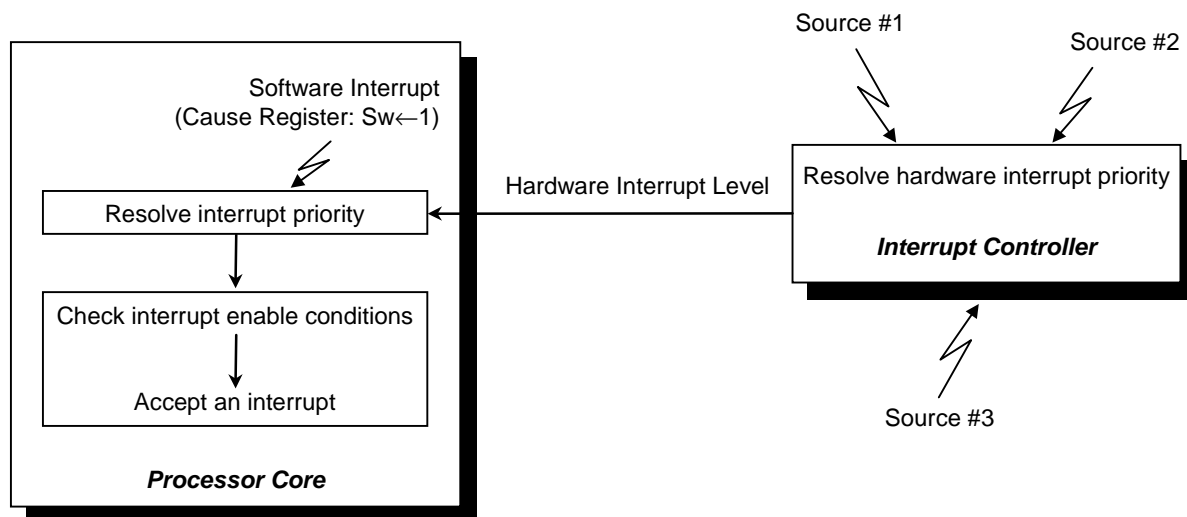 Source #1
Source #2
Software Interrupt
(Cause Register: Sw←1)
Resolve hardware interrupt priority
Hardware Interrupt Level
Resolve interrupt priority
Interrupt Controller
Check interrupt enable conditions
Accept an interrupt
Source #3
Processor Core